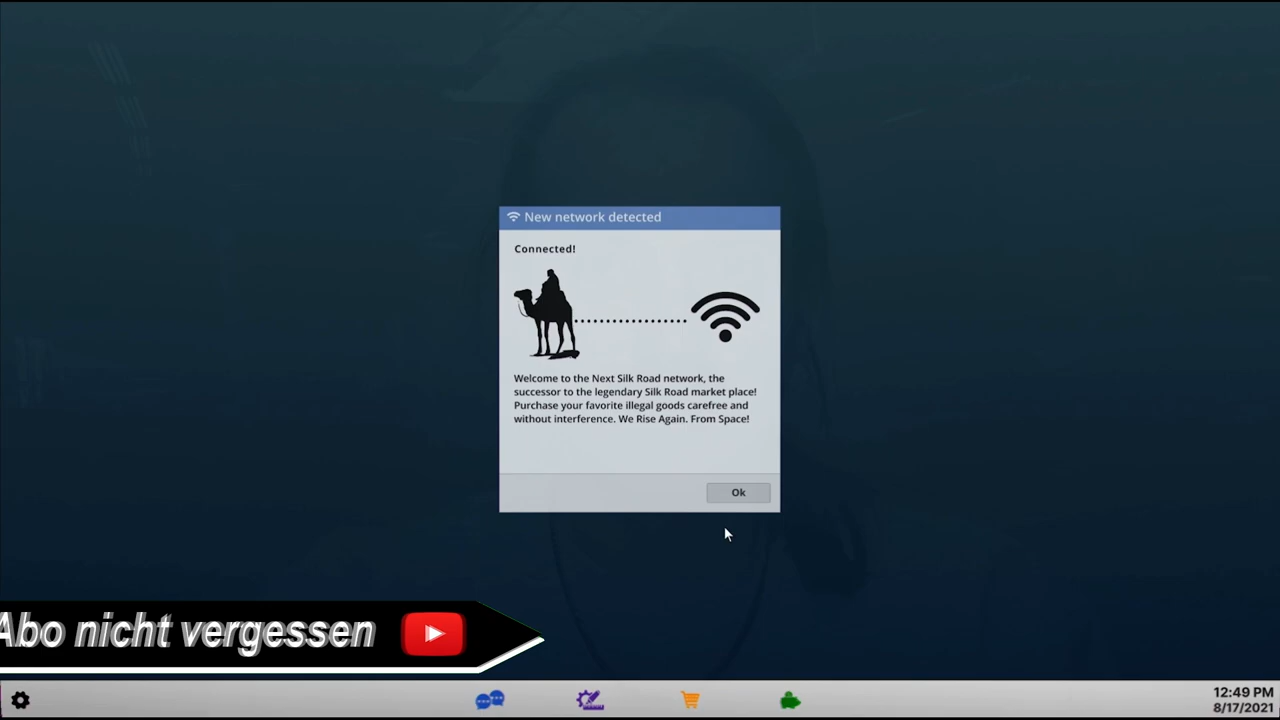 New network detected
Connected!
Welcome to the Next Silk Road network, the
successor to the legendary Silk Road market place!
Purchase your favorite illegal goods carefree and
without interference. We Rise Again. From Space!
Ok
Abo nicht vergessen
12:49 PM
8/17/2021